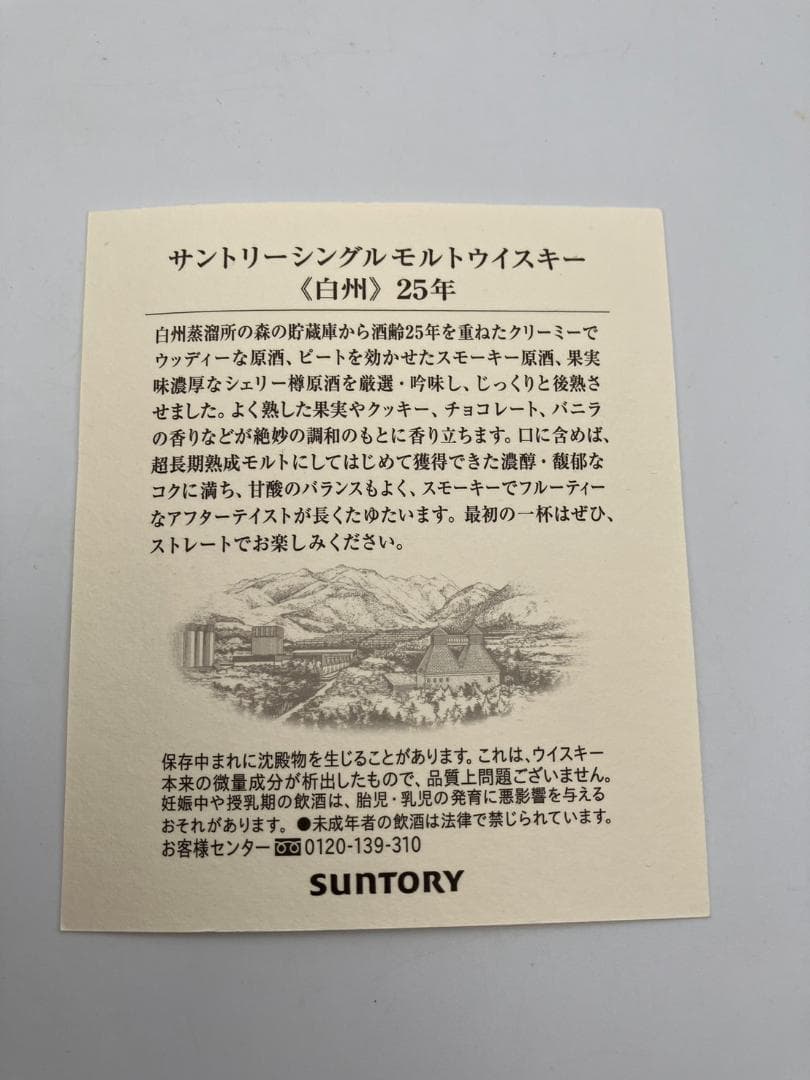 サントリーシングルモルトウイスキー
《白州》25年
白州蒸溜所の森の貯蔵庫から酒齢25年を重ねたクリーミーで
ウッディーな原酒、ピートを効かせたスモーキー原酒、果実
味濃厚なシェリー樽原酒を厳選・吟味し、じっくりと後熟さ
せました。よく熟した果実やクッキー、チョコレート、バニラ
の香りなどが絶妙の調和のもとに香り立ちます。口に含めば、
超長期熟成モルトにしてはじめて獲得できた濃醇・馥郁な
コクに満ち、甘酸のバランスもよく、スモーキーでフルーティー
なアフターテイストが長くたゆたいます。最初の一杯はぜひ、
ストレートでお楽しみください。
保存中まれに沈殿物を生じることがあります。これは、ウイスキー
本来の微量成分が析出したもので、品質上問題ございません。
妊娠中や授乳期の飲酒は、胎児・乳児の発育に悪影響を与える
おそれがあります。●未成年者の飲酒は法律で禁じられています。
お客様センター 0120-139-310
SUNTORY